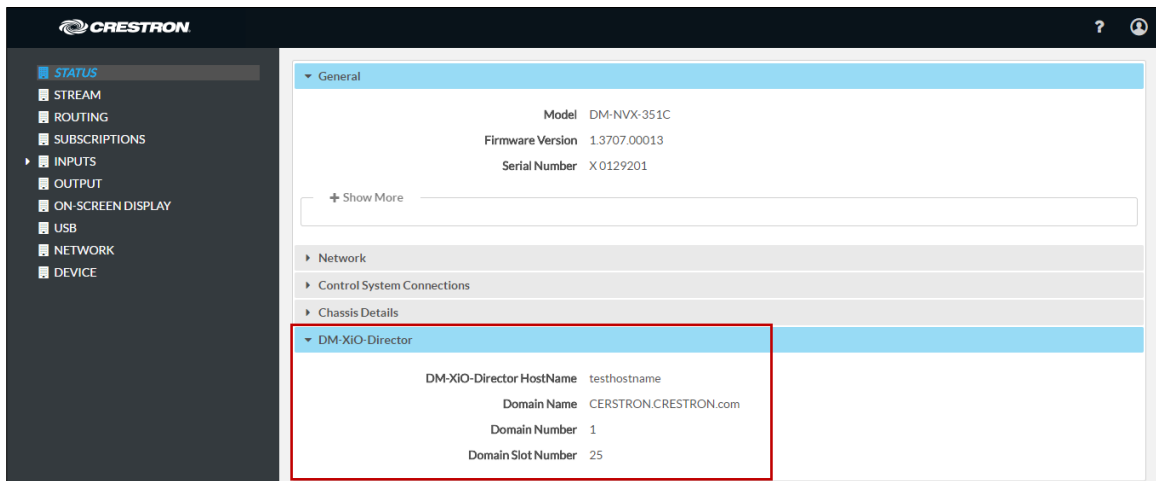 CRESTRON.
?
STATUS
STREAM
ROUTING
SUBSCRIPTIONS
INPUTS
OUTPUT
ON-SCREEN DISPLAY
USB
NETWORK
DEVICE
General
Model DM-NVX-351C
Firmware Version 1.3707.00013
Serial Number X 0129201
+ Show More
Network
Control System Connections
Chassis Details
DM-XiO-Director
DM-XiO-Director HostName testhostname
Domain Name CERSTRON.CRESTRON.com
Domain Number 1
Domain Slot Number 25